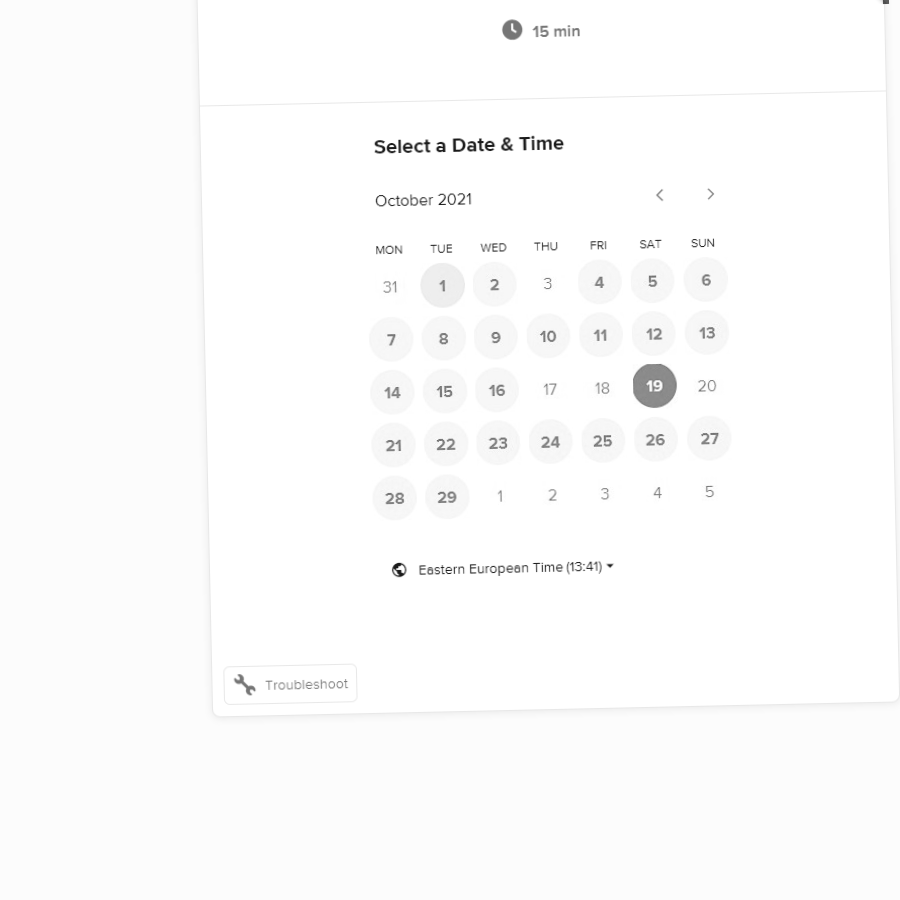 15 min
Select a Date & Time
October 2021
MON TUE WED THU FRI SAT SUN
31 1 2 3 4 5 6
7 8 9 10 11 12 13
14 15 16 17 18 19 20
21 22 23 24 25 26 27
28 29 1 2 3 4 5
Eastern European Time (13:41)
Troubleshoot